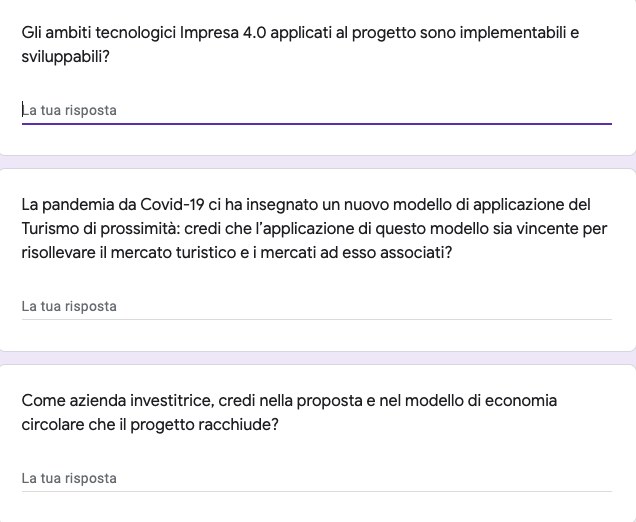 Gli ambiti tecnologici Impresa 4.0 applicati al progetto sono implementabili e
sviluppabili?
La tua risposta
La pandemia da Covid-19 ci ha insegnato un nuovo modello di applicazione del
Turismo di prossimità: credi che l’applicazione di questo modello sia vincente per
risollevare il mercato turistico e i mercati ad esso associati?
La tua risposta
Come azienda investitrice, credi nella proposta e nel modello di economia
circolare che il progetto racchiude?
La tua risposta